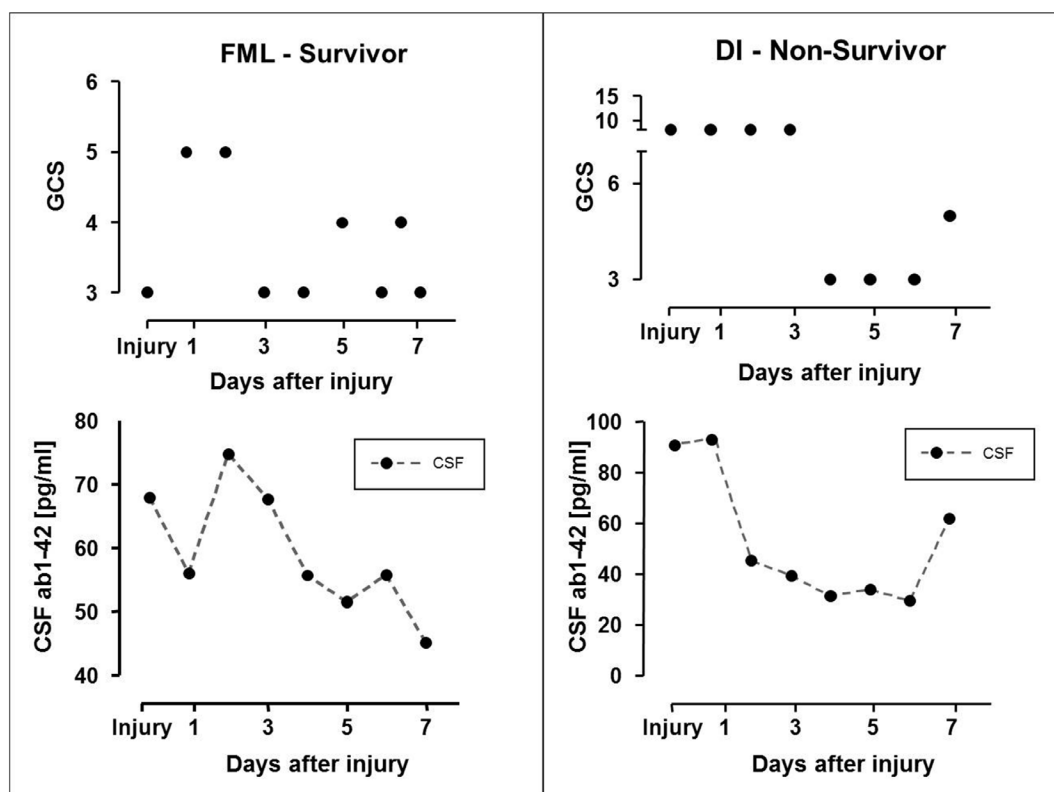 FML - Survivor
6
5
4
3
GCS
Injury 1 3 5 7
Days after injury
80
70
60
50
40
CSF ab1-42 [pg/ml]
CSF
Injury 1 3 5 7
Days after injury
DI - Non-Survivor
15
10
6
3
GCS
Injury 1 3 5 7
Days after injury
100
80
60
40
20
0
CSF ab1-42 [pg/ml]
CSF
Injury 1 3 5 7
Days after injury